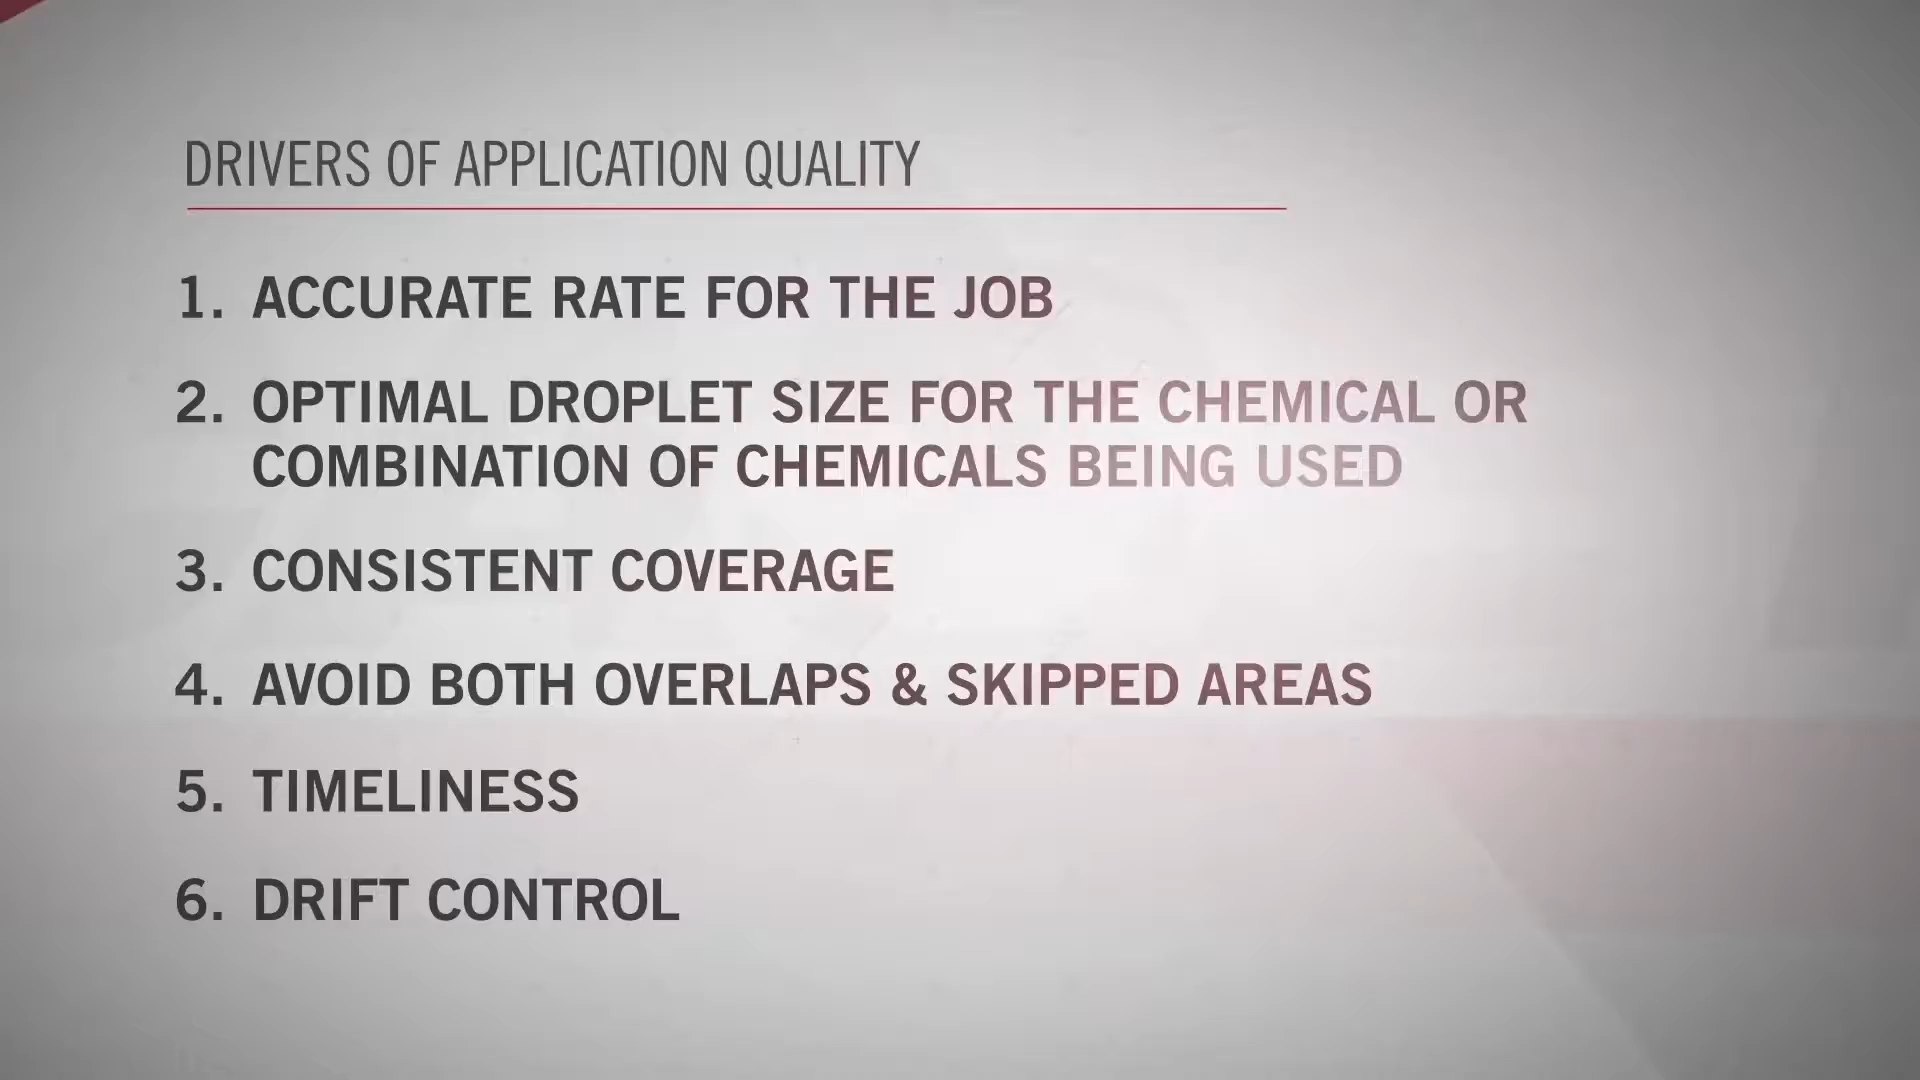 DRIVERS OF APPLICATION QUALITY
1. ACCURATE RATE FOR THE JOB
2. OPTIMAL DROPLET SIZE FOR THE CHEMICAL OR
COMBINATION OF CHEMICALS BEING USED
3. CONSISTENT COVERAGE
4. AVOID BOTH OVERLAPS & SKIPPED AREAS
5. TIMELINESS
6. DRIFT CONTROL